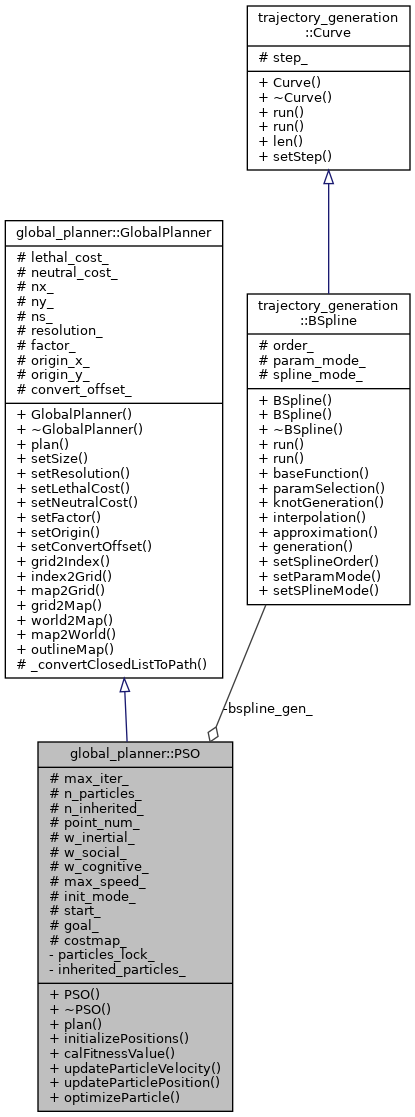 trajectory_generation
::Curve
# step_
+ Curve()
+ ~Curve()
+ run()
+ run()
+ len()
+ setStep()
global_planner::GlobalPlanner
# lethal_cost_
# neutral_cost_
# nx_
# ny_
# ns_
# resolution_
# factor_
# origin_x_
# origin_y_
# convert_offset_
+ GlobalPlanner()
+ ~GlobalPlanner()
+ plan()
+ setSize()
+ setResolution()
+ setLethalCost()
+ setNeutralCost()
+ setFactor()
+ setOrigin()
+ setConvertOffset()
+ grid2Index()
+ index2Grid()
+ map2Grid()
+ grid2Map()
+ world2Map()
+ map2World()
+ outlineMap()
# _convertClosedListToPath()
trajectory_generation
::BSpline
# order_
# param_mode_
# spline_mode_
+ BSpline()
+ BSpline()
+ ~BSpline()
+ run()
+ run()
+ baseFunction()
+ paramSelection()
+ knotGeneration()
+ interpolation()
+ approximation()
+ generation()
+ setSplineOrder()
+ setParamMode()
+ setSPlineMode()
-bspline_gen_
global_planner::PSO
# max_iter_
# n_particles_
# n_inherited_
# point_num_
# w_inertial_
# w_social_
# w_cognitive_
# max_speed_
# init_mode_
# start_
# goal_
# costmap_
- particles_lock_
- inherited_particles_
+ PSO()
+ ~PSO()
+ plan()
+ initializePositions()
+ calFitnessValue()
+ updateParticleVelocity()
+ updateParticlePosition()
+ optimizeParticle()